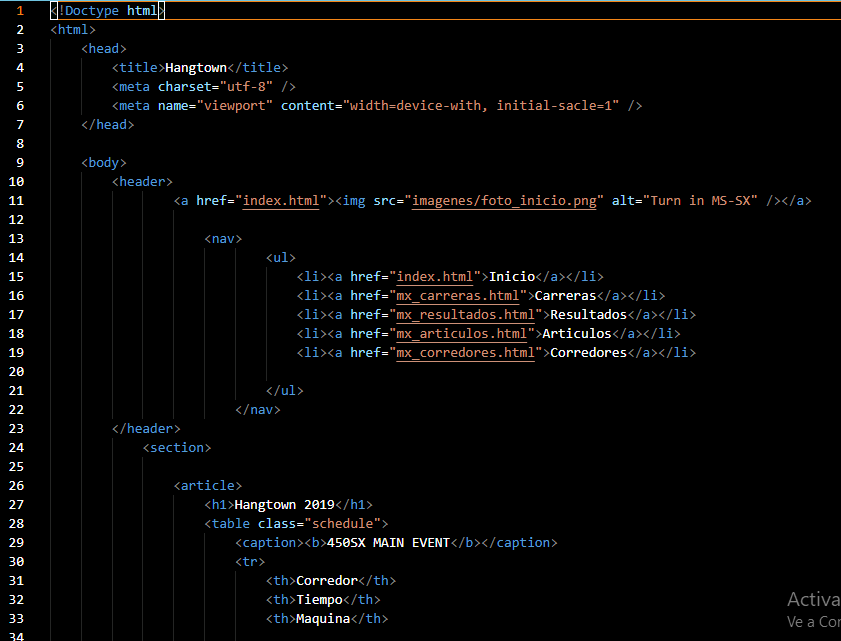 1 <!Doctype html>
2 <html>
3 <head>
4 <title>Hangtown</title>
5 <meta charset="utf-8" />
6 <meta name="viewport" content="width=device-with, initial-sacle=1" />
7 </head>
8
9 <body>
10 <header>
11 <a href="index.html"><img src="imagenes/foto_inicio.png" alt="Turn in MS-SX" /></a>
12
13 <nav>
14 <ul>
15 <li><a href="index.html">Inicio</a></li>
16 <li><a href="mx_carreras.html">Carreras</a></li>
17 <li><a href="mx_resultados.html">Resultados</a></li>
18 <li><a href="mx_articulos.html">Articulos</a></li>
19 <li><a href="mx_corredores.html">Corredores</a></li>
20
21 </ul>
22 </nav>
23 </header>
24 <section>
25
26 <article>
27 <h1>Hangtown 2019</h1>
28 <table class="schedule">
29 <caption><b>450SX MAIN EVENT</b></caption>
30 <tr>
31 <th>Corredor</th>
32 <th>Tiempo</th>
33 <th>Maquina</th>
34
Activa
Ve a Cor